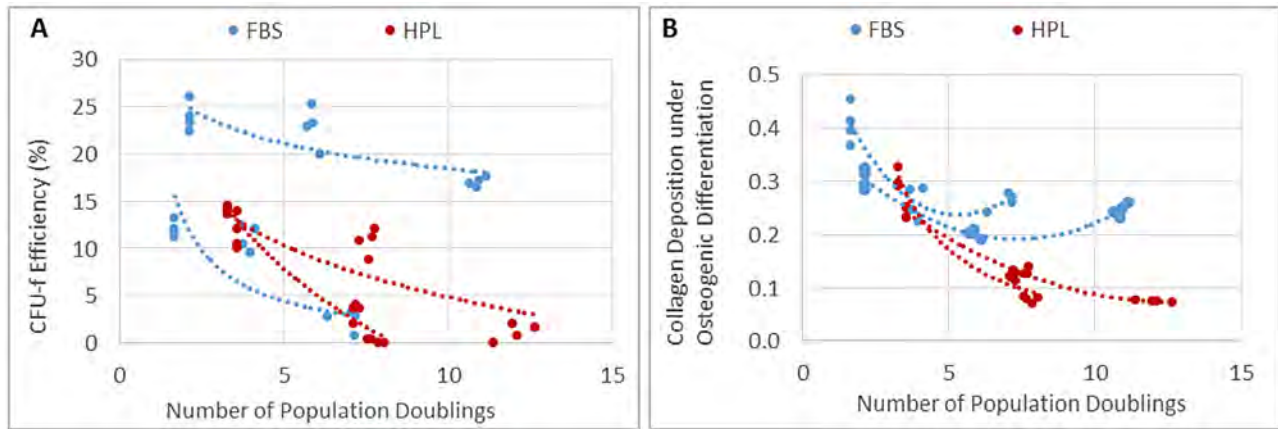 A
FBS
HPL
30
25
20
15
10
5
0
CFU-f Efficiency (%)
0
5
10
15
Number of Population Doublings
B
FBS
HPL
0.5
0.4
0.3
0.2
0.1
0.0
Collagen Deposition under
Osteogenic Differentiation
0
5
10
15
Number of Population Doublings